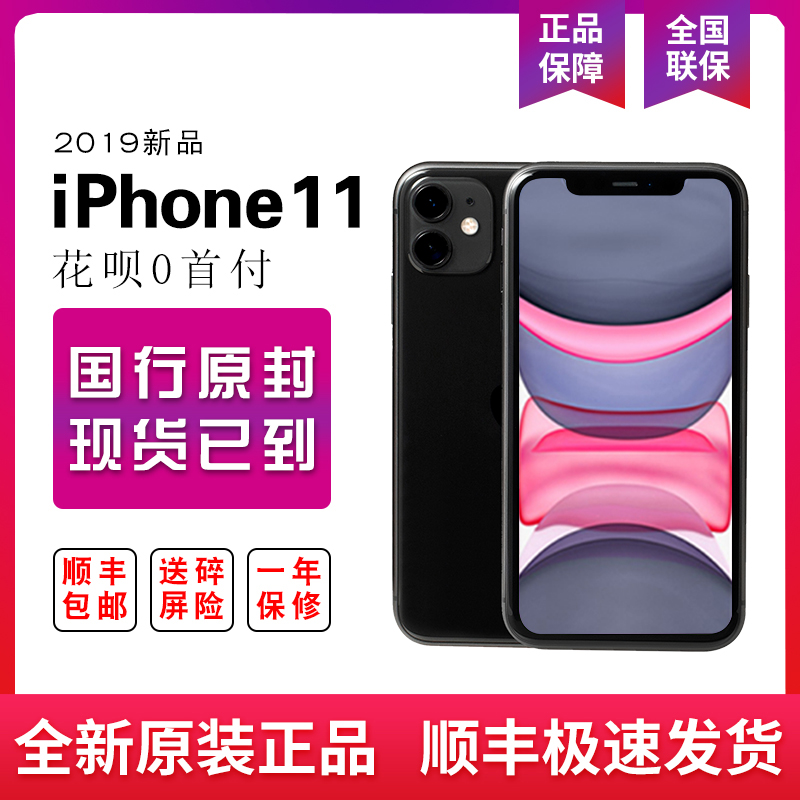 正品
保障
全国
联保
2019新品
iPhone11
花呗0首付
国行原封
现货已到
顺丰
包邮
送碎
屏险
一年
保修
全新原装正品 顺丰极速发货